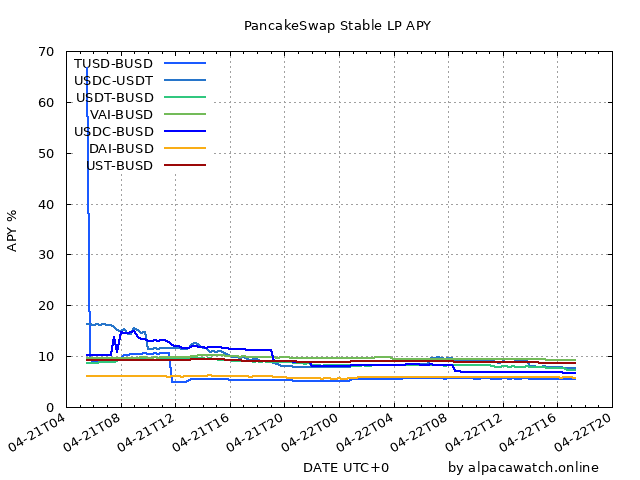 PancakeSwap Stable LP APY
70
60
50
40
30
20
10
0
APY %
TUSD-BUSD
USDC-USDT
USDT-BUSD
VAI-BUSD
USDC-BUSD
DAI-BUSD
UST-BUSD
04-21T04
04-21T08
04-21T12
04-21T16
04-21T20
04-22T00
04-22T04
04-22T08
04-22T12
04-22T16
04-22T20
DATE UTC+0
by alpacawatch.online